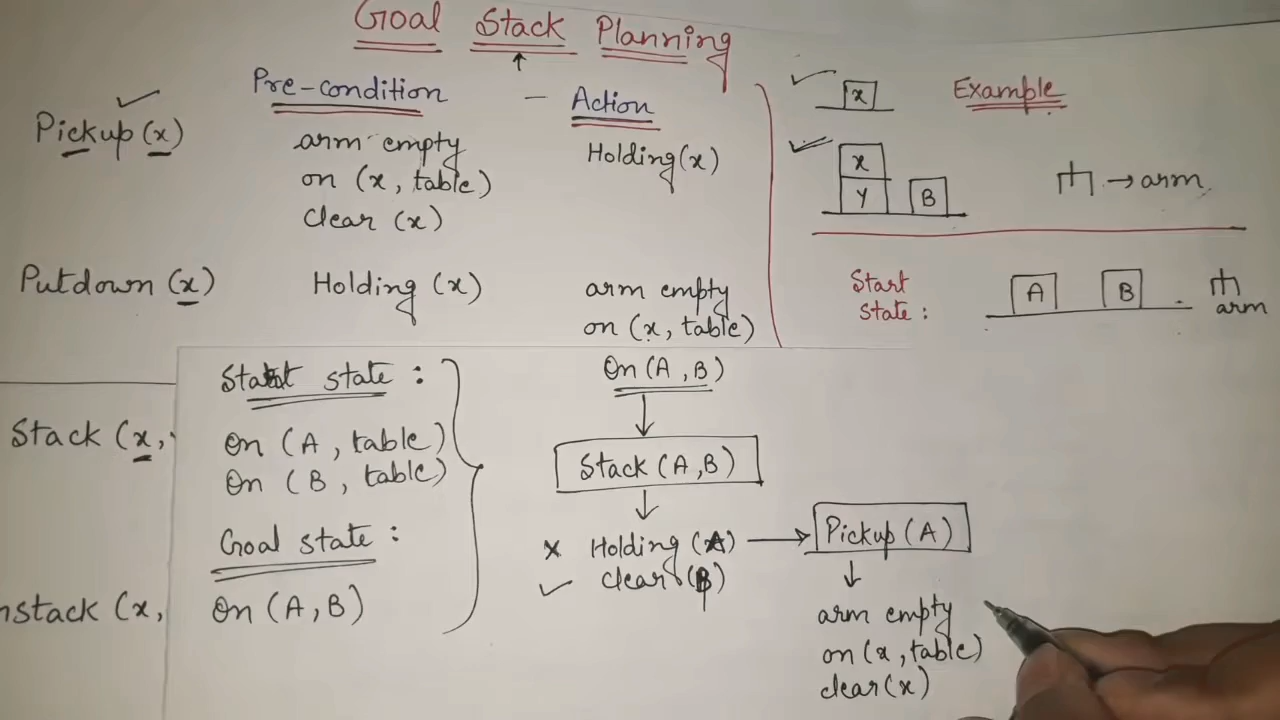 Goal Stack Planning
Pre-condition - Action
Pickup (x)
arm empty
on (x, table)
clear (x)
Holding (x)
Putdown (x)
Holding (x)
arm empty
on (x, table)
Stack (x,
nstack (x,
x
Example
x
Y
B
→ arm
Start
state:
A
B
arm
Start state :
On (A, table)
On (B, table)
Goal state :
On (A, B)
On (A, B)
Stack (A, B)
x Holding (A)
✓ clear (B)
Pickup (A)
arm empty
on (x, table)
clear (x)